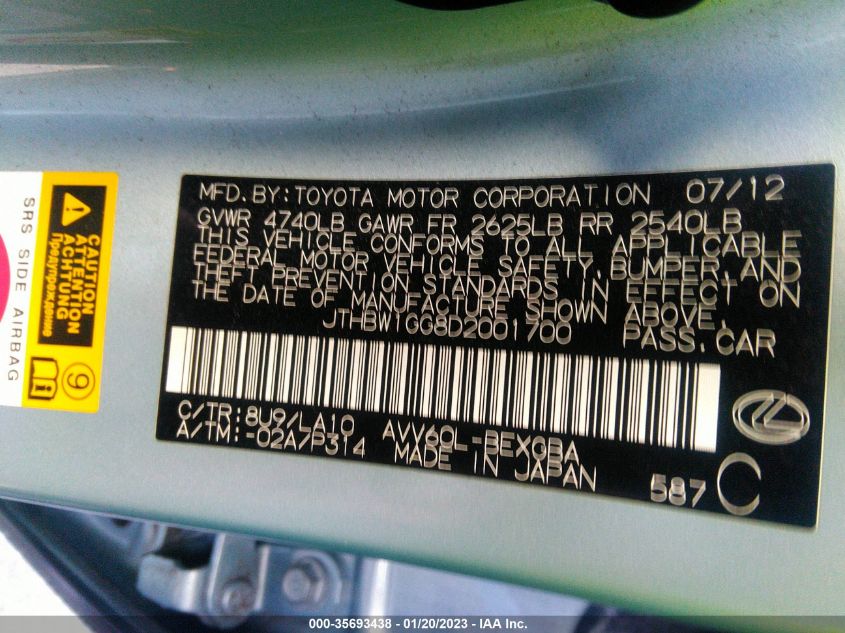 MFD. BY: TOYOTA MOTOR CORPORATION 07/12
GVWR 4740LB GAWR FR 2625LB RR 2540LB
THIS VEHICLE CONFORMS TO ALL APPLICABLE
FEDERAL MOTOR VEHICLE SAFETY, BUMPER, AND
THEFT PREVENTION STANDARDS IN EFFECT ON
THE DATE OF MANUFACTURE SHOWN ABOVE.
JTHBW1GG8D2001700 PASS. CAR
C/TR: 8U9/LA10 AVV60L-BEXGBA
A/TM: -02A/P314 MADE IN JAPAN
587
SRS SIDE AIRBAG
CAUTION
ATTENTION
ACHTUNG
Предупреждение
9
000-35693438 - 01/20/2023 - IAA Inc.